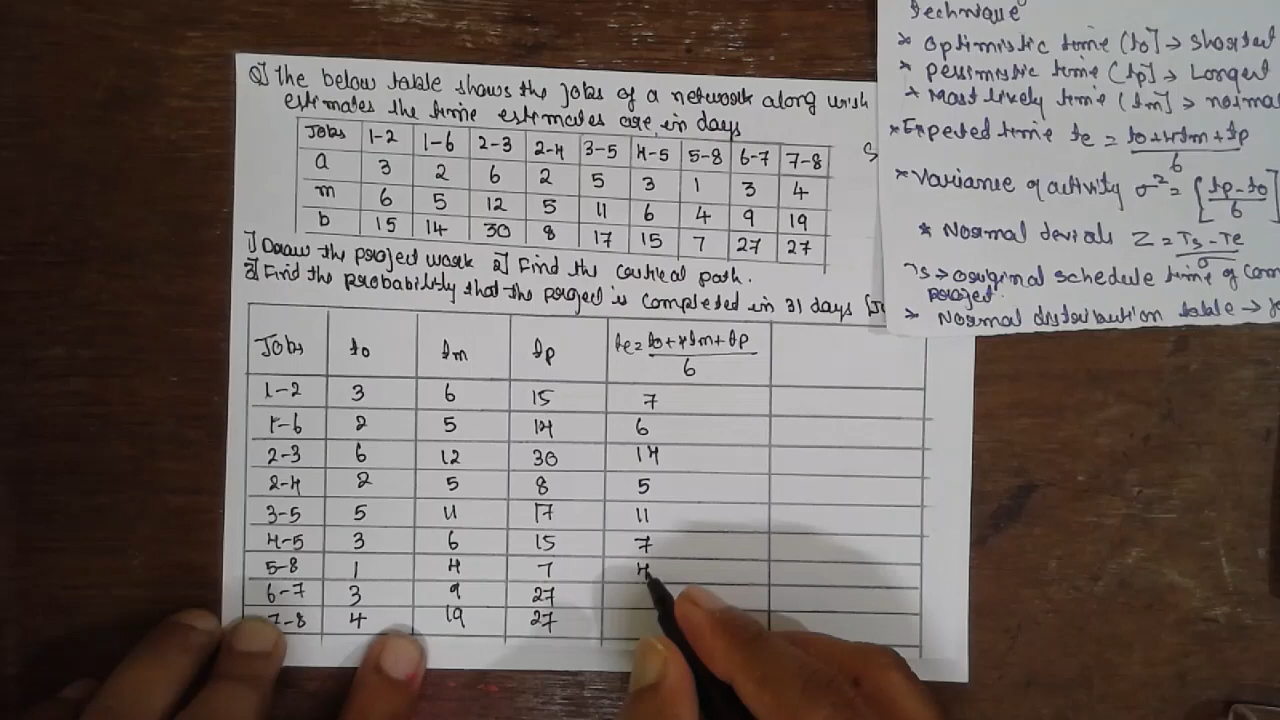 Q] The below table shows the jobs of a network along with
estimates the time estimates are in days
Jobs 1-2 1-6 2-3 2-4 3-5 4-5 5-8 6-7 7-8
a 3 2 6 2 5 3 1 3 4
m 6 5 12 5 11 6 4 9 19
b 15 14 30 8 17 15 7 27 27
1] Draw the project work 2] Find the critical path.
3] Find the probability that the project is completed in 31 days
Jobs to tm tp te = to+4tm+tp
6
1-2 3 6 15 7
1-6 2 5 14 6
2-3 6 12 30 14
2-4 2 5 8 5
3-5 5 11 17 11
4-5 3 6 15 7
5-8 1 4 7 4
6-7 3 9 27
7-8 4 19 27
S
technique
* Optimistic time (to] → Shortest
* Pessimistic time (tp] → Longest
* Most likely time (tm] → normal
* Expected time te = to+4tm+tp
6
* Variance of activity σ² = [tp-to]
6
* Normal deviats Z = Ts-Te
σ
Ts → original schedule time of com
project.
* Normal distribution table →